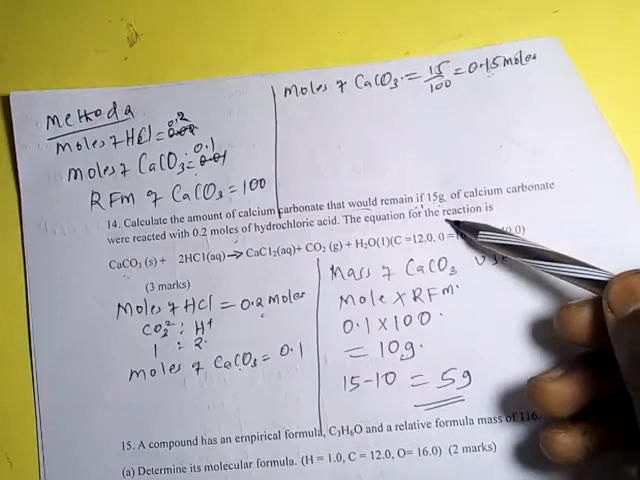 Method a
Moles of HCl = 0.2
moles of CaCO3 = 0.1
RFm of CaCO3 = 100
moles of CaCO3 = 15/100 = 0.15 moles
14. Calculate the amount of calcium carbonate that would remain if 15g of calcium carbonate
were reacted with 0.2 moles of hydrochloric acid. The equation for the reaction is
CaCO3 (s) + 2HCl(aq) → CaCl2(aq)+ CO2 (g) + H2O(1)(C =12.0, 0 =
(3 marks)
Moles of HCl = 0.2 moles
CO3 2- : H+
1 : 2
moles of CaCO3 = 0.1
Mass of CaCO3
Mole X RFm.
0.1 X 100
= 10g.
15-10 = 5g
15. A compound has an ernpirical formula, C3H6O and a relative formula mass of 116.
(a) Determine its molecular formula. (H = 1.0, C = 12.0, O= 16.0) (2 marks)